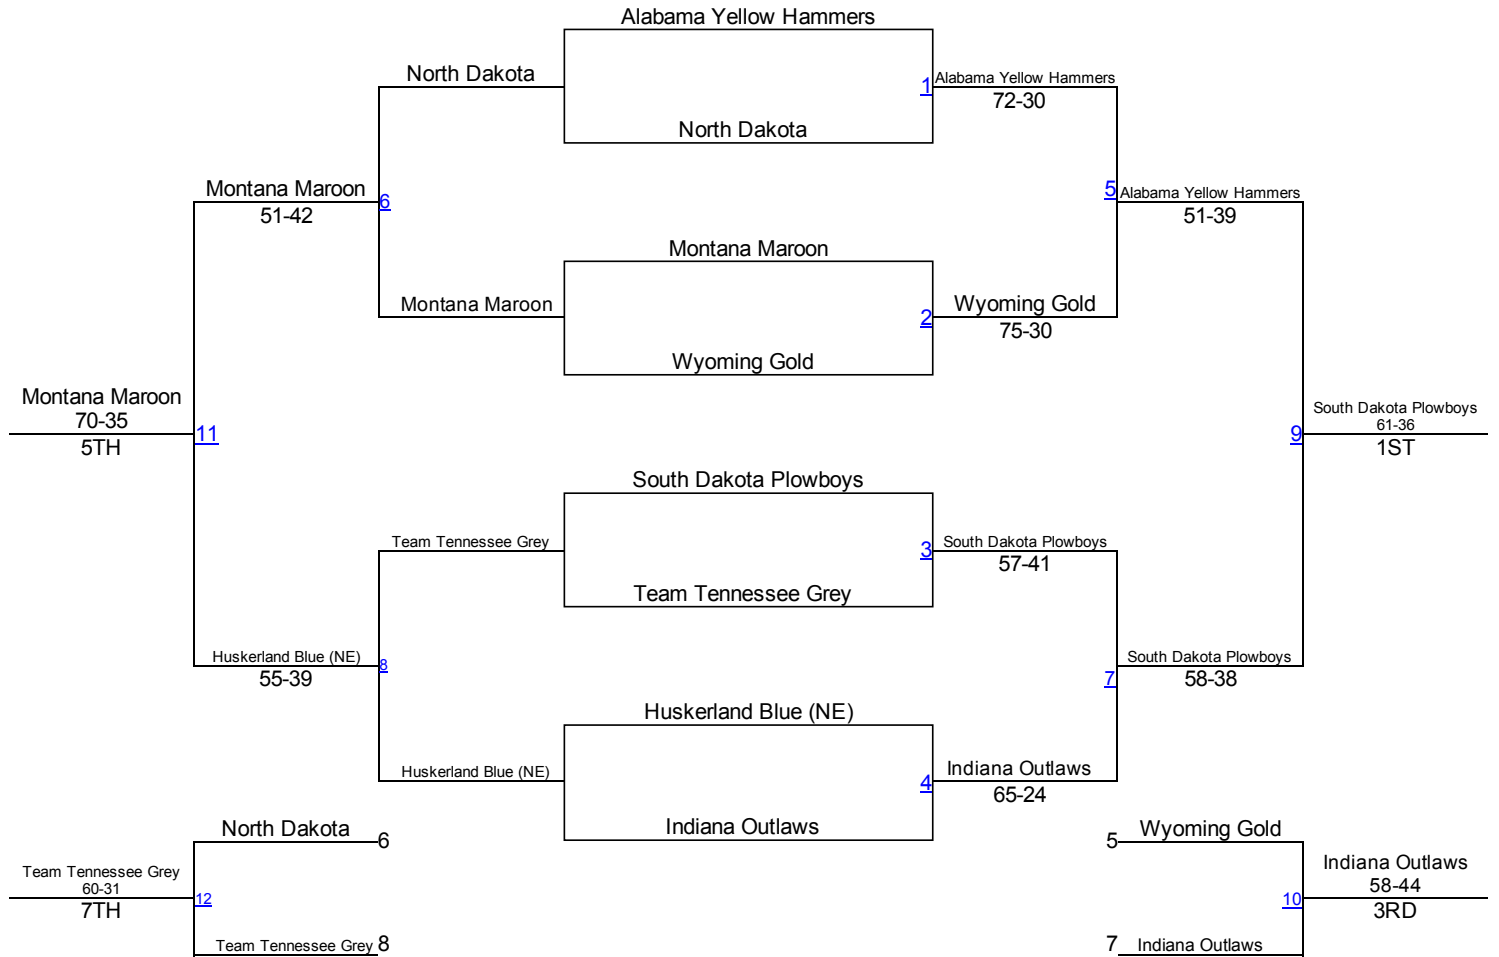 Alabama Yellow Hammers
North Dakota
1
Alabama Yellow Hammers
72-30
North Dakota
Montana Maroon
51-42
6
5
Alabama Yellow Hammers
51-39
Montana Maroon
Montana Maroon
2
Wyoming Gold
75-30
Wyoming Gold
Montana Maroon
70-35
5TH
11
9
South Dakota Plowboys
61-36
1ST
South Dakota Plowboys
Team Tennessee Grey
3
South Dakota Plowboys
57-41
Team Tennessee Grey
Huskerland Blue (NE)
55-39
8
7
South Dakota Plowboys
58-38
Huskerland Blue (NE)
Huskerland Blue (NE)
4
Indiana Outlaws
65-24
Indiana Outlaws
North Dakota 6
5 Wyoming Gold
Team Tennessee Grey
60-31
7TH
12
10
Indiana Outlaws
58-44
3RD
Team Tennessee Grey 8
7 Indiana Outlaws